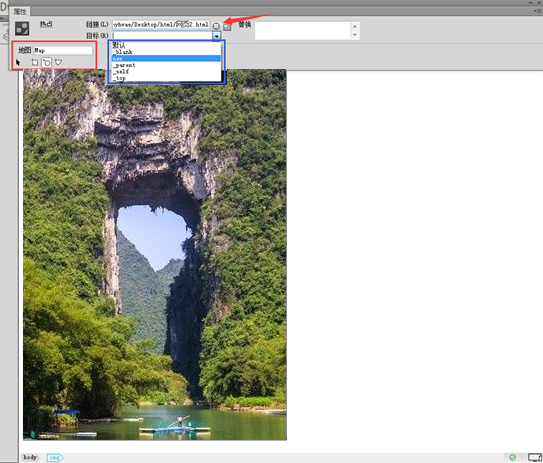 属性
热点
链接(L) yhvae/Desktop/html/网页2.html
替换
目标(R)
地图 Map
默认
_blank
new
_parent
_self
_top
body
img